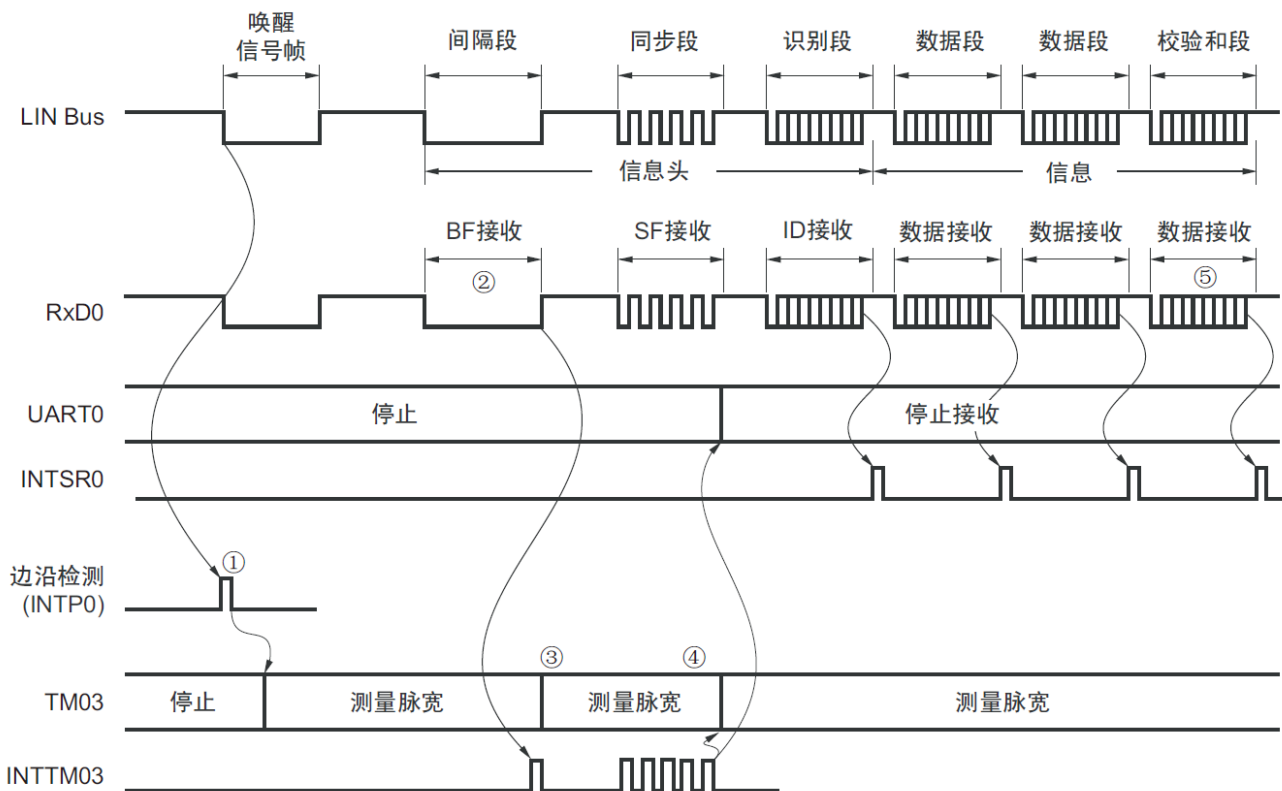 唤醒
信号帧
间隔段
同步段
识别段
数据段
数据段
校验和段
LIN Bus
信息头
信息
BF接收
SF接收
ID接收
数据接收
数据接收
数据接收
②
⑤
RxD0
UART0
停止
停止接收
INTSR0
边沿检测
(INTP0)
①
③
④
TM03
停止
测量脉宽
测量脉宽
测量脉宽
INTTM03